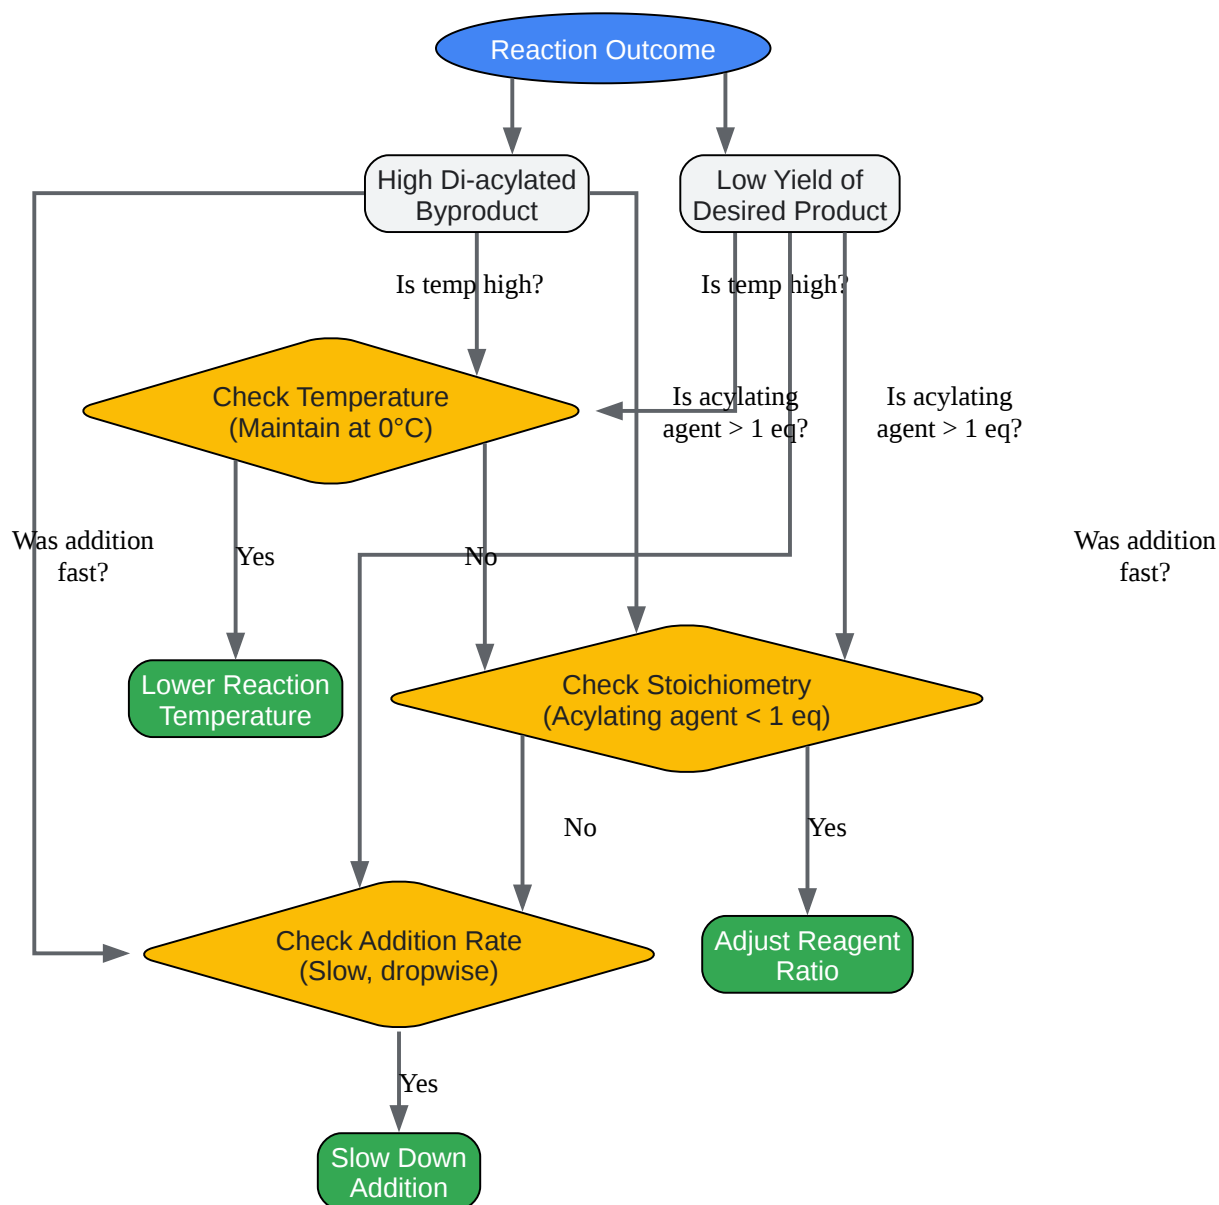 Reaction Outcome
High Di-acylated
Byproduct
Low Yield of
Desired Product
Is temp high?
Is temp high?
Check Temperature
(Maintain at 0°C)
Is acylating
agent > 1 eq?
Is acylating
agent > 1 eq?
Was addition
fast?
Yes
No
Was addition
fast?
Lower Reaction
Temperature
Check Stoichiometry
(Acylating agent < 1 eq)
No
Yes
Check Addition Rate
(Slow, dropwise)
Adjust Reagent
Ratio
Yes
Slow Down
Addition